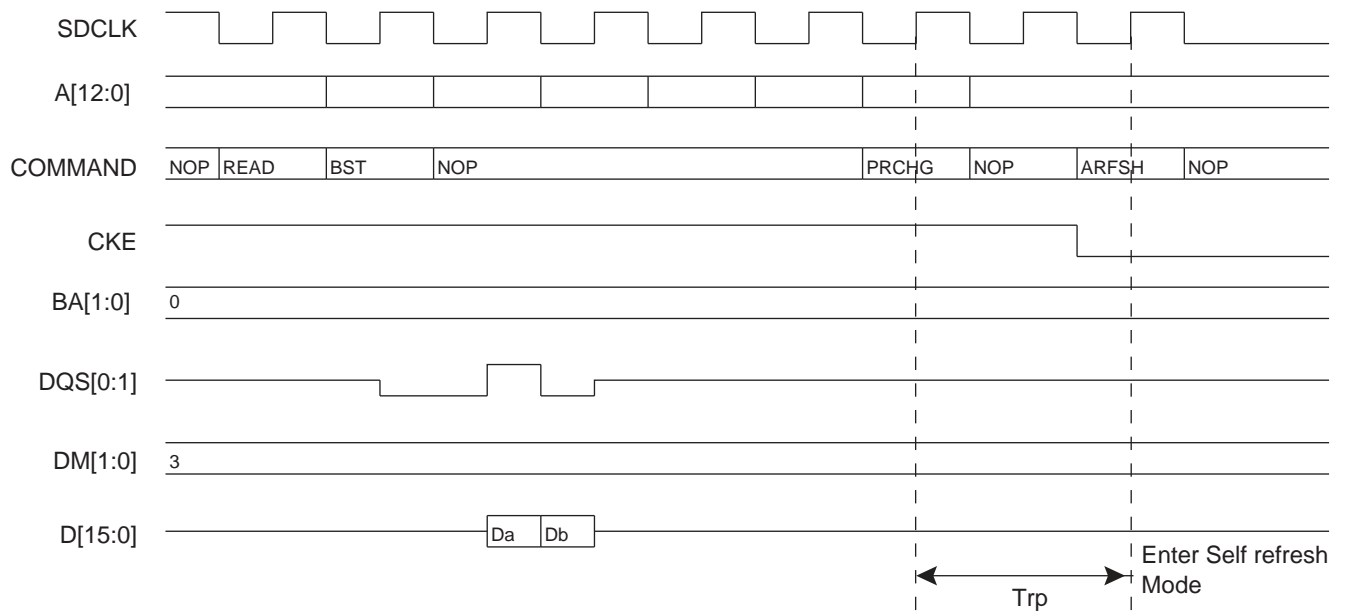 SDCLK
A[12:0]
COMMAND NOP READ BST NOP PRCHG NOP ARFSH NOP
CKE
BA[1:0] 0
DQS[0:1]
DM[1:0] 3
D[15:0] Da Db
Trp
Enter Self refresh
Mode